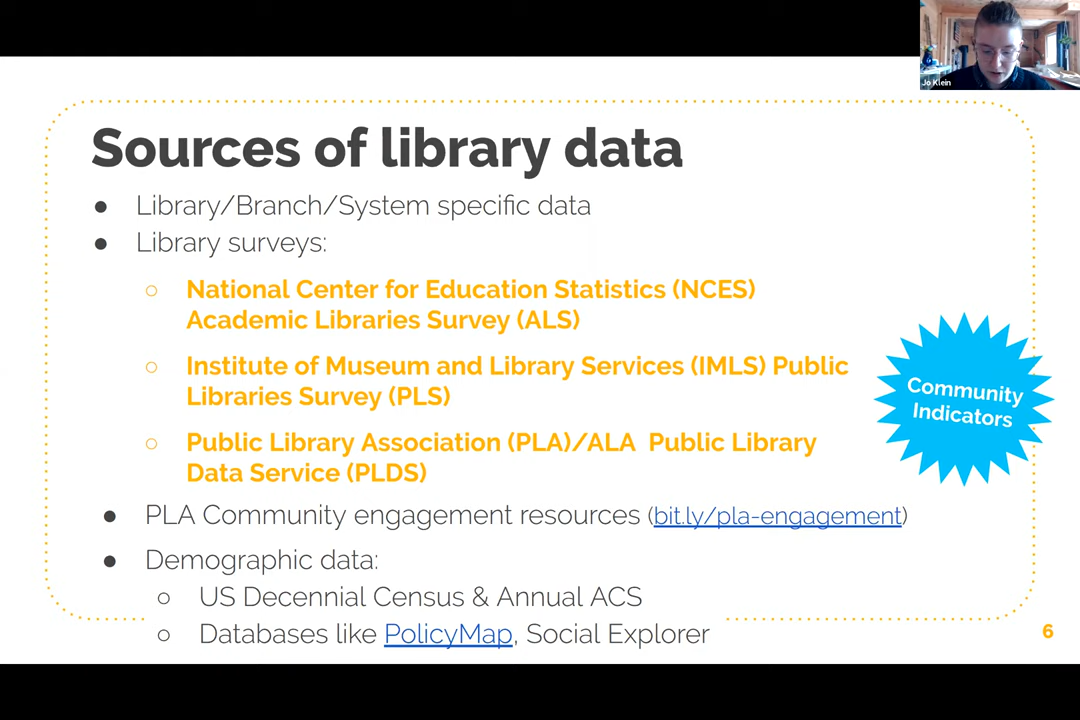 Jo Klein
Sources of library data
● Library/Branch/System specific data
● Library surveys:
○ National Center for Education Statistics (NCES)
Academic Libraries Survey (ALS)
○ Institute of Museum and Library Services (IMLS) Public
Libraries Survey (PLS)
○ Public Library Association (PLA)/ALA Public Library
Data Service (PLDS)
Community
Indicators
● PLA Community engagement resources (bit.ly/pla-engagement)
● Demographic data:
○ US Decennial Census & Annual ACS
○ Databases like PolicyMap, Social Explorer
6